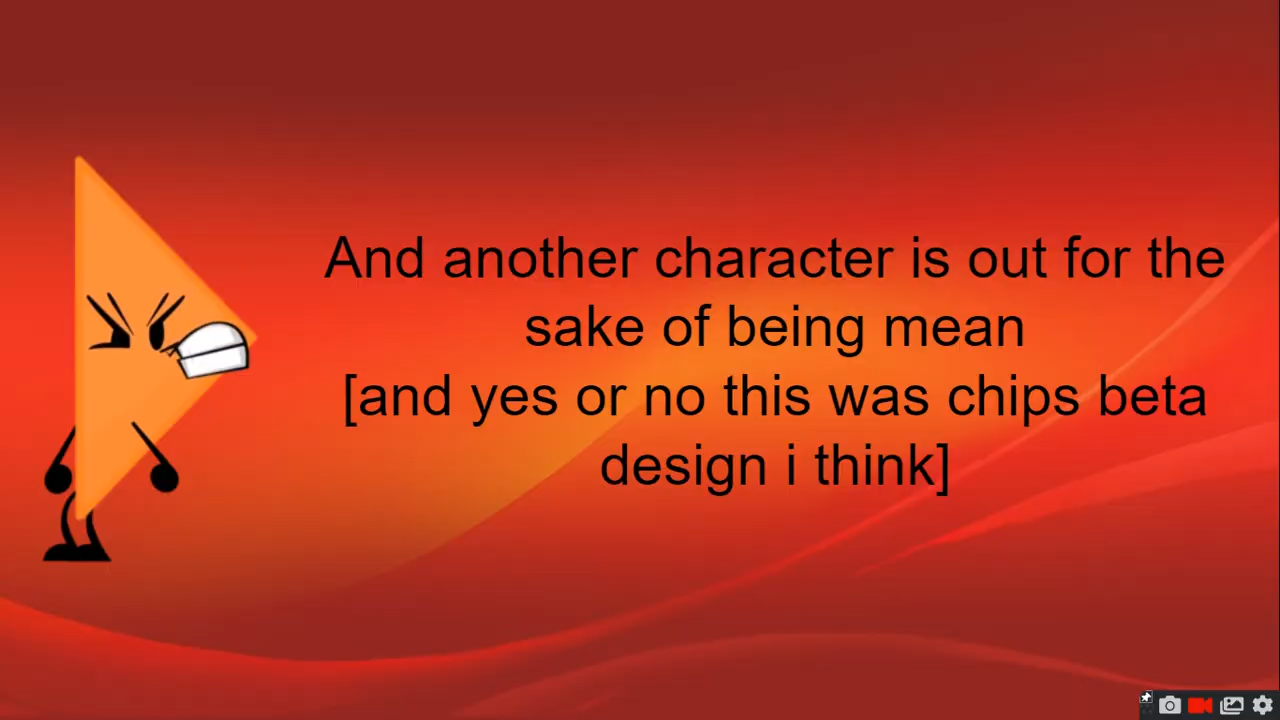 And another character is out for the
sake of being mean
[and yes or no this was chips beta
design i think]